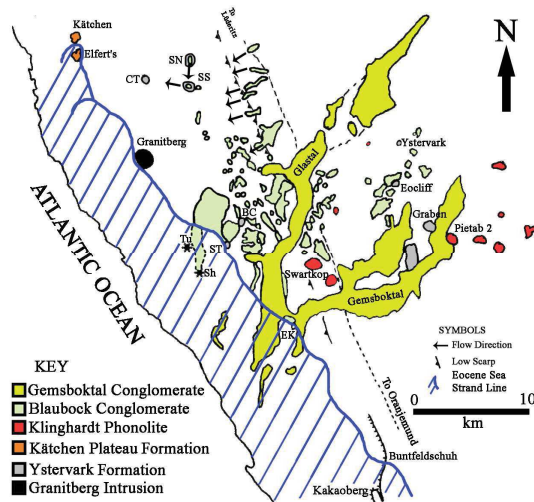 Kätchen
Elfert's
CT
SN
SS
To
Lüderitz
N
Granitberg
Glastal
Ystervark
Eocliff
Graben
BC
Pietab 2
Tu
ST
Sh
Swartkop
Gemsboktal
EK
ATLANTIC OCEAN
SYMBOLS
Flow Direction
Low Scarp
Eocene Sea
Strand Line
To Oranjemund
0
km
10
Buntfeldschuh
Kakaoberg
KEY
Gemsboktal Conglomerate
Blaubock Conglomerate
Klinghardt Phonolite
Kätchen Plateau Formation
Ystervark Formation
Granitberg Intrusion